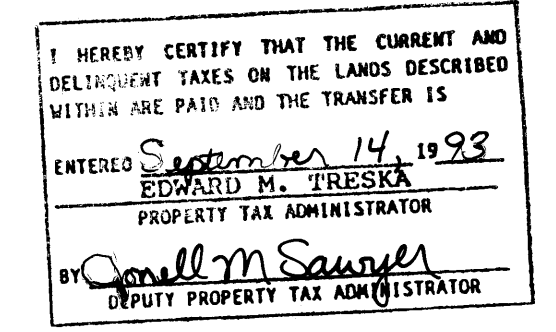 I HEREBY CERTIFY THAT THE CURRENT AND
DELINQUENT TAXES ON THE LANDS DESCRIBED
WITHIN ARE PAID AND THE TRANSFER IS
ENTERED September 14, 1993
EDWARD M. TRESKA
PROPERTY TAX ADMINISTRATOR
BY Jonell M Sawyer
DEPUTY PROPERTY TAX ADMINISTRATOR